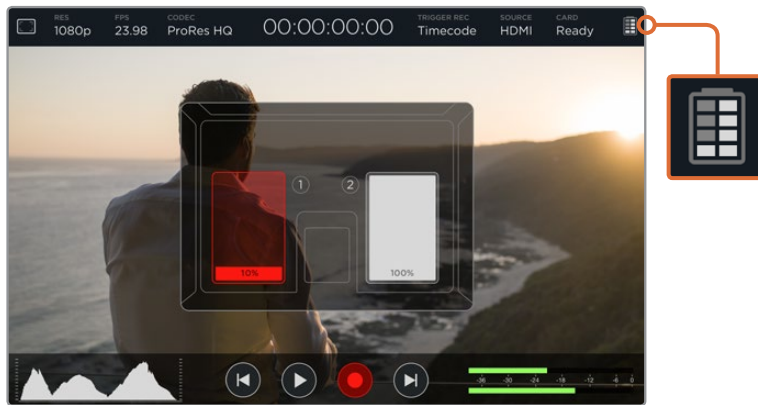 RES FPS CODEC TRIGGER REC SOURCE CARD
1080p 23.98 ProRes HQ 00:00:00:00 Timecode HDMI Ready
1 2
10% 100%
-36 -30 -24 -18 -12 -6 0